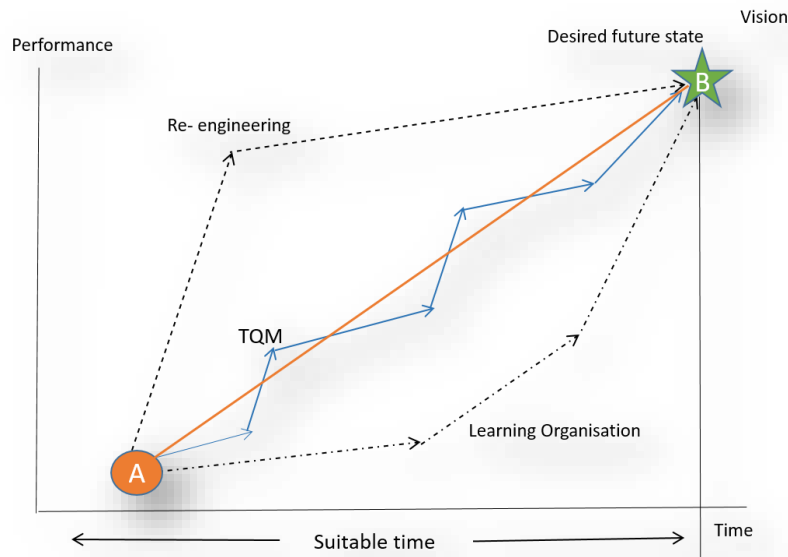 Vision
Desired future state
Performance
B
Re- engineering
TQM
Learning Organisation
A
Time
Suitable time